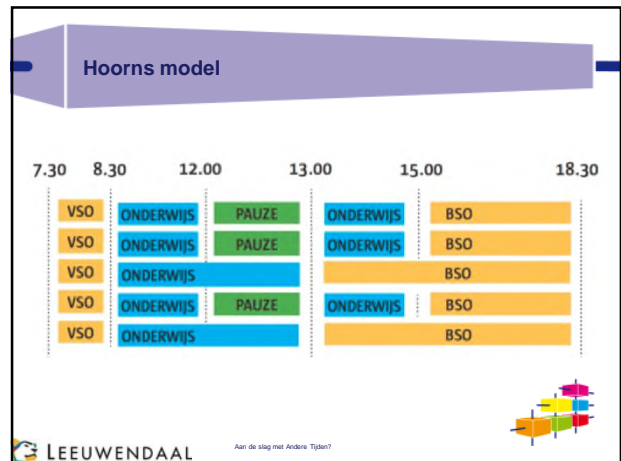 Hoorns model
7.30 8.30 12.00 13.00 15.00 18.30
VSO ONDERWIJS PAUZE ONDERWIJS BSO
VSO ONDERWIJS PAUZE ONDERWIJS BSO
VSO ONDERWIJS BSO
VSO ONDERWIJS PAUZE ONDERWIJS BSO
VSO ONDERWIJS BSO
LEEUWENDAAL Aan de slag met Andere Tijden?